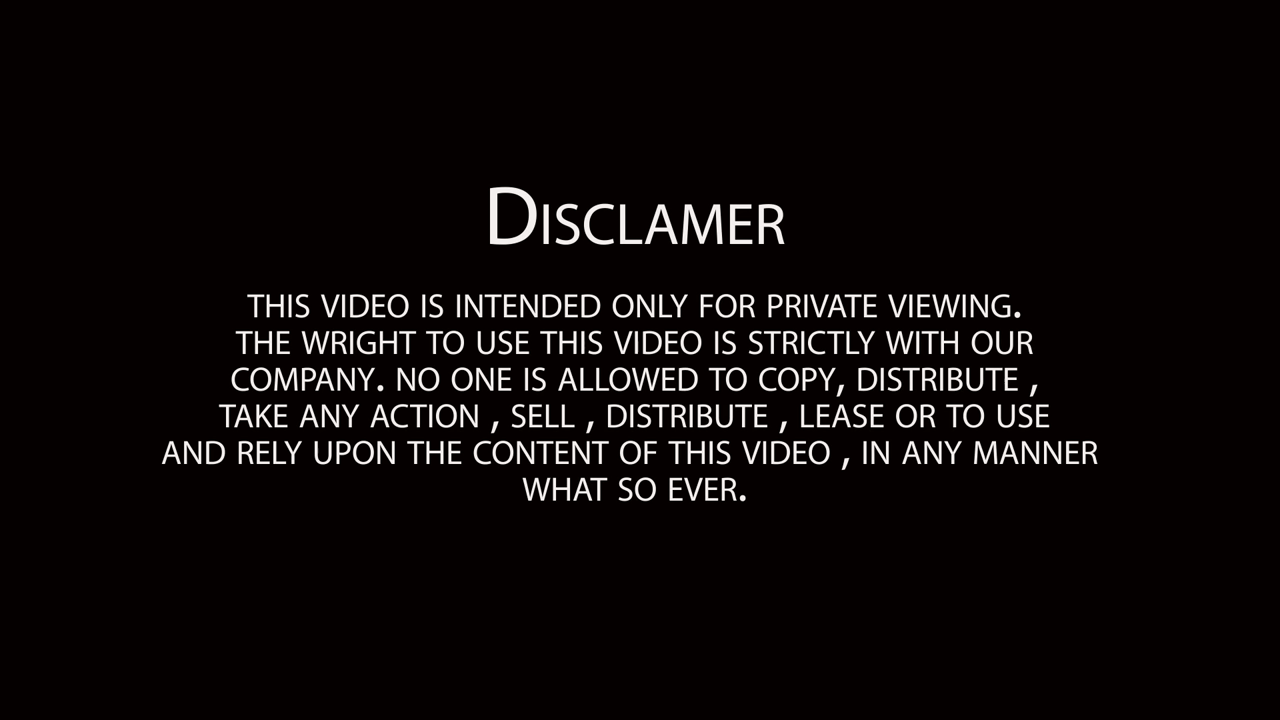 Disclamer
THIS VIDEO IS INTENDED ONLY FOR PRIVATE VIEWING.
THE WRIGHT TO USE THIS VIDEO IS STRICTLY WITH OUR
COMPANY. NO ONE IS ALLOWED TO COPY, DISTRIBUTE ,
TAKE ANY ACTION , SELL , DISTRIBUTE , LEASE OR TO USE
AND RELY UPON THE CONTENT OF THIS VIDEO , IN ANY MANNER
WHAT SO EVER.